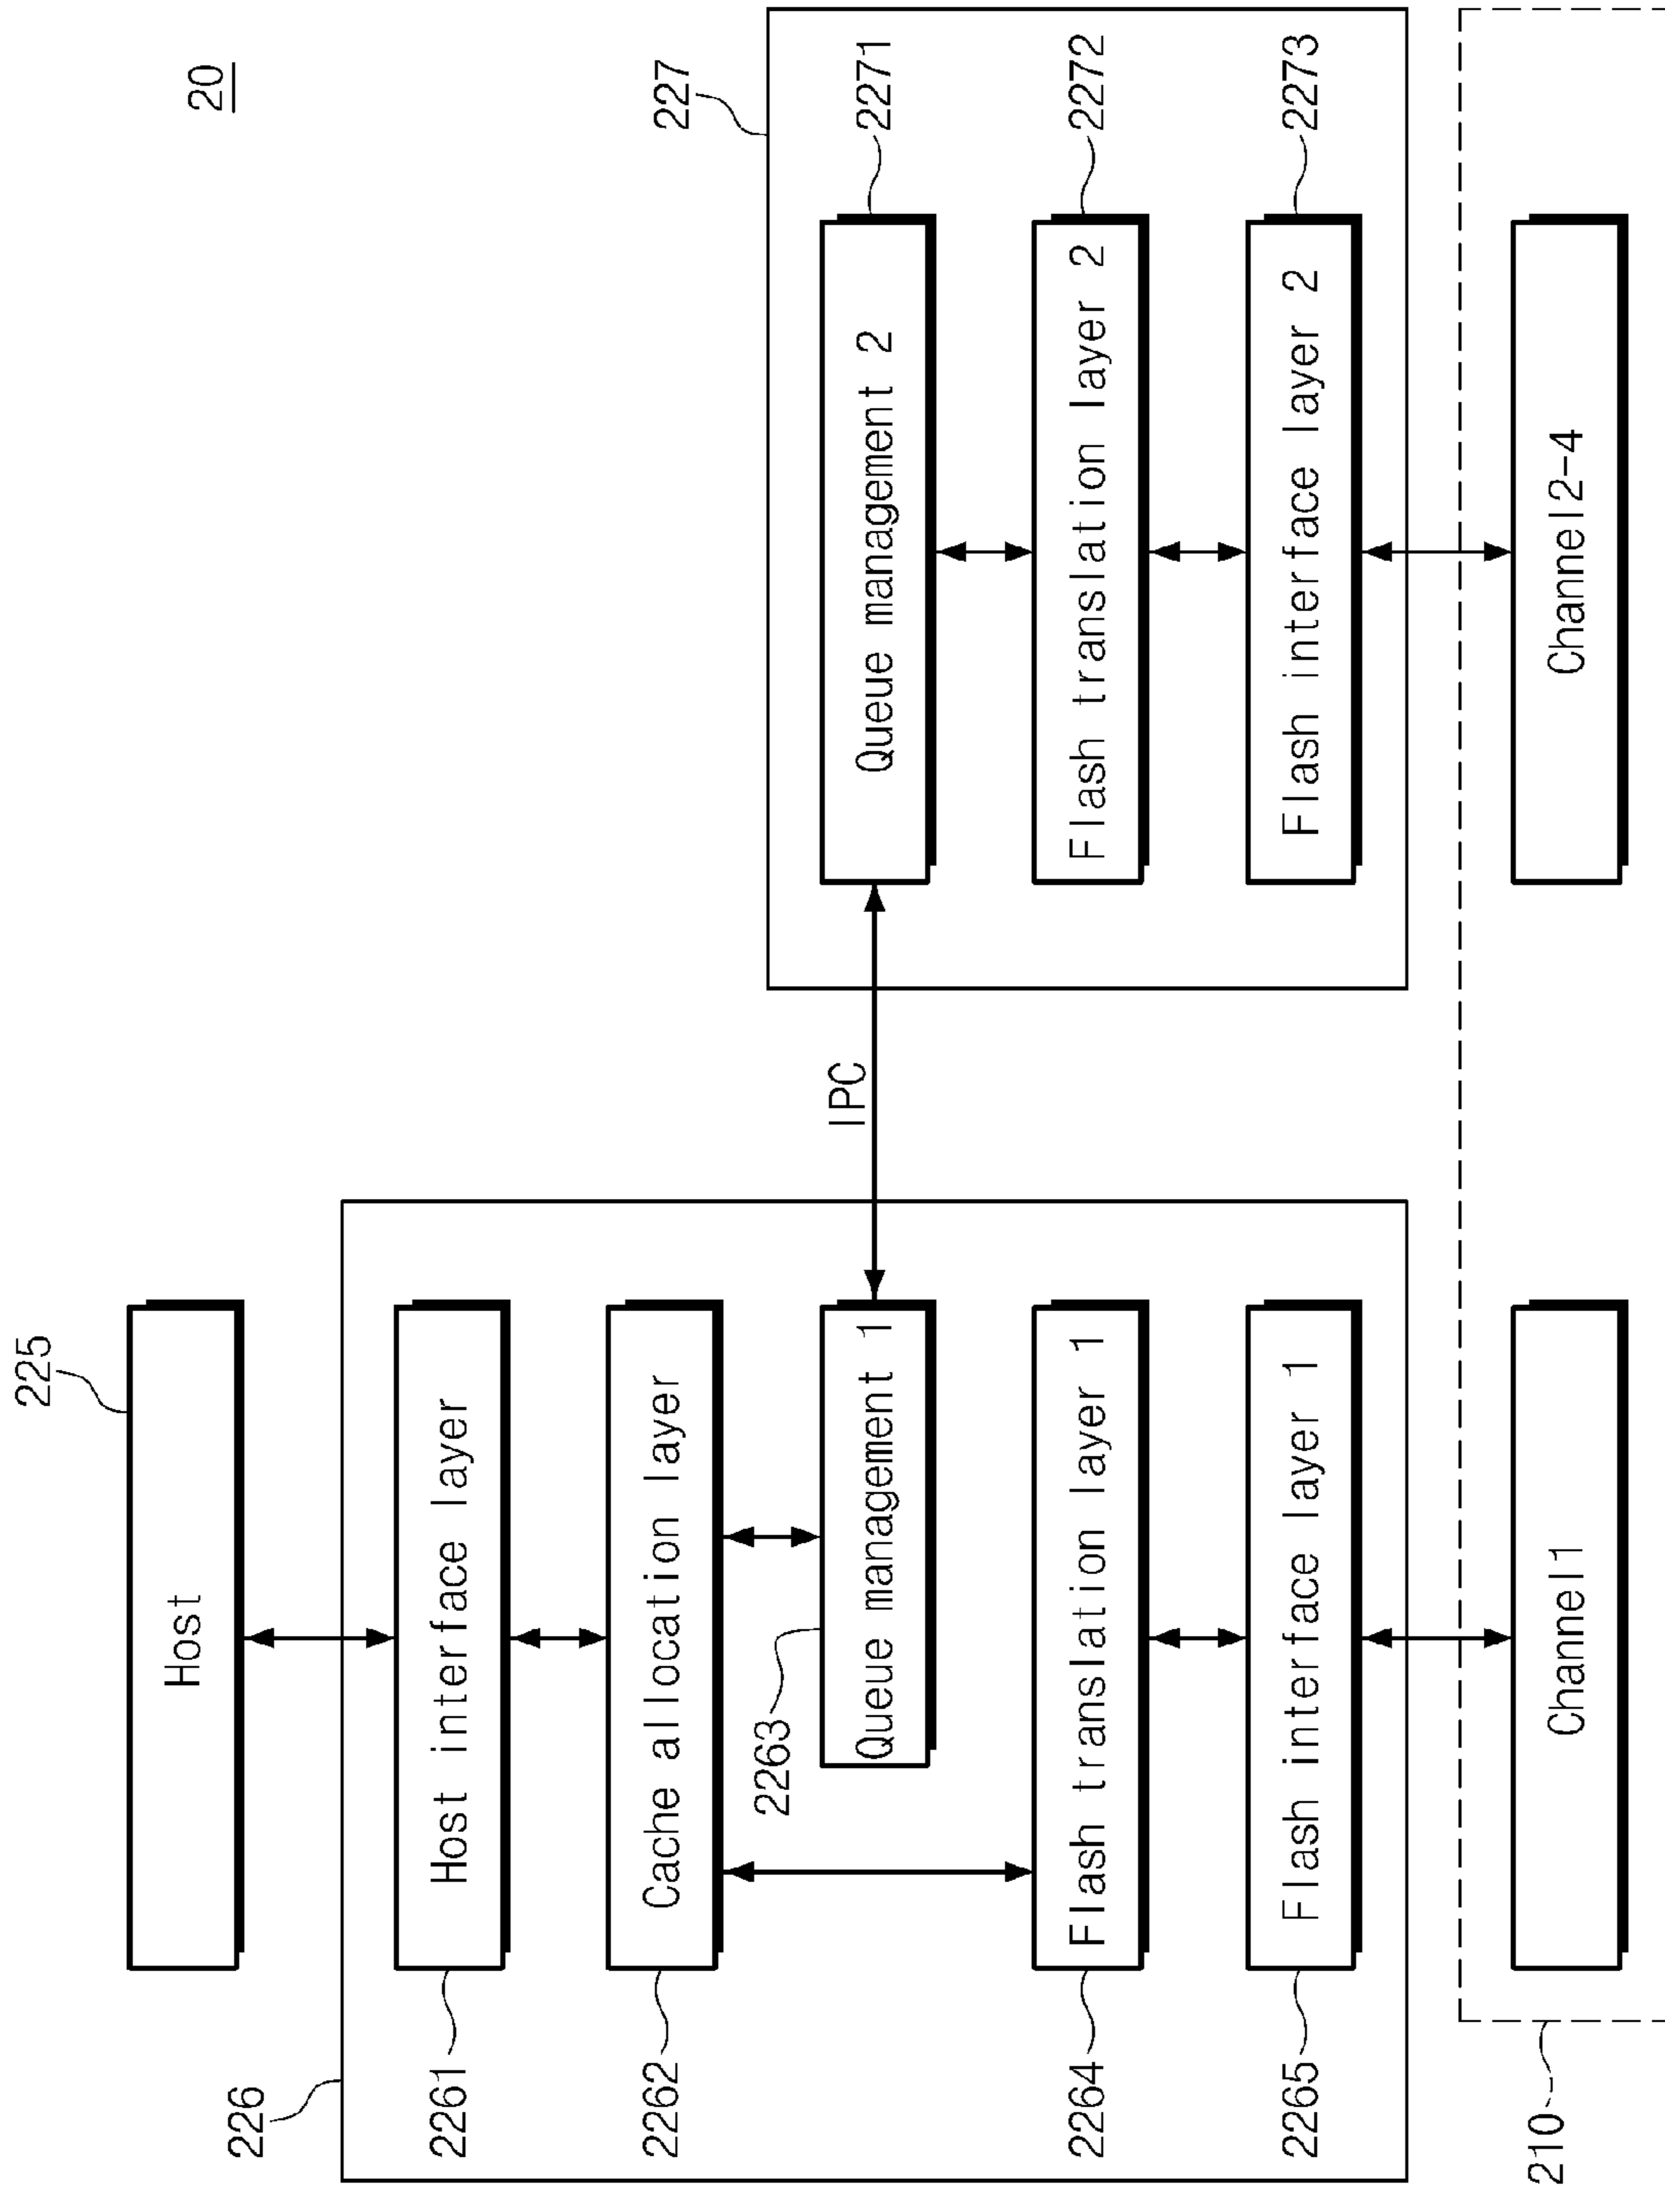 20
225
Host
226
227
2261
Host interface layer
2262
Cache allocation layer
2263
Queue management 1
IPC
Queue management 2
2271
2264
Flash translation layer 1
Flash translation layer 2
2272
2265
Flash interface layer 1
Flash interface layer 2
2273
210
Channel1
Channel2-4